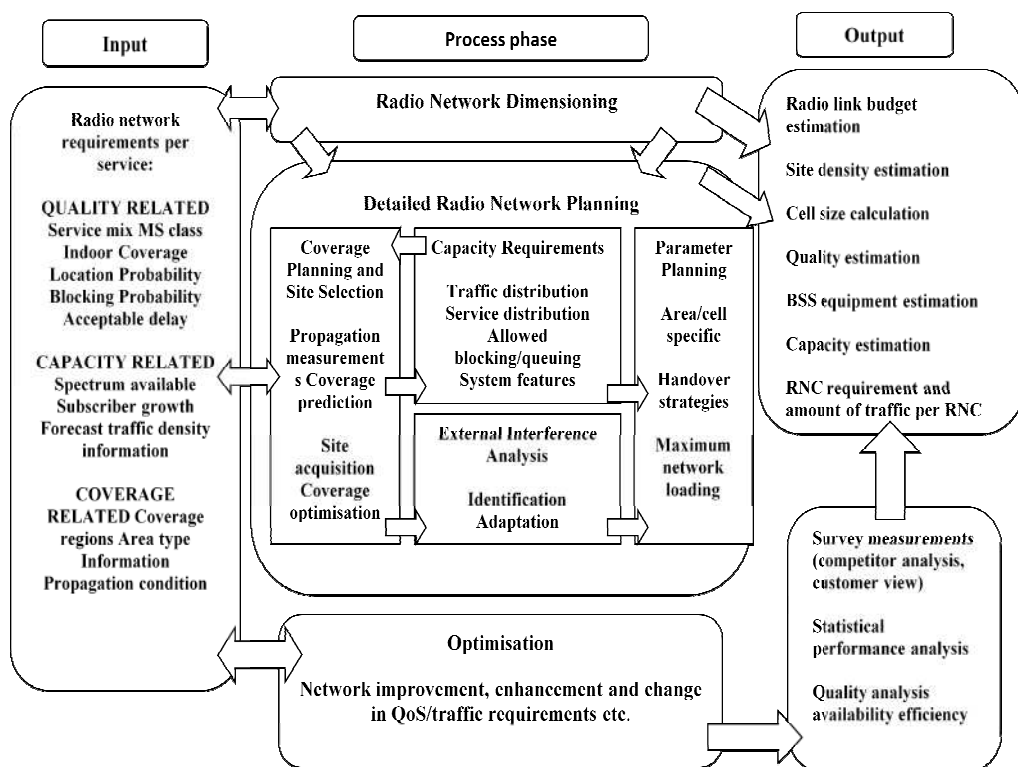 Input
Process phase
Output
Radio network
requirements per
service:
QUALITY RELATED
Service mix MS class
Indoor Coverage
Location Probability
Blocking Probability
Acceptable delay
CAPACITY RELATED
Spectrum available
Subscriber growth
Forecast traffic density
information
COVERAGE
RELATED Coverage
regions Area type
Information
Propagation condition
Radio Network Dimensioning
Detailed Radio Network Planning
Coverage
Planning and
Site Selection
Propagation
measurement
s Coverage
prediction
Site
acquisition
Coverage
optimisation
Capacity Requirements
Traffic distribution
Service distribution
Allowed
blocking/queuing
System features
External Interference
Analysis
Identification
Adaptation
Parameter
Planning
Area/cell
specific
Handover
strategies
Maximum
network
loading
Optimisation
Network improvement, enhancement and change
in QoS/traffic requirements etc.
Radio link budget
estimation
Site density estimation
Cell size calculation
Quality estimation
BSS equipment estimation
Capacity estimation
RNC requirement and
amount of traffic per RNC
Survey measurements
(competitor analysis,
customer view)
Statistical
performance analysis
Quality analysis
availability efficiency